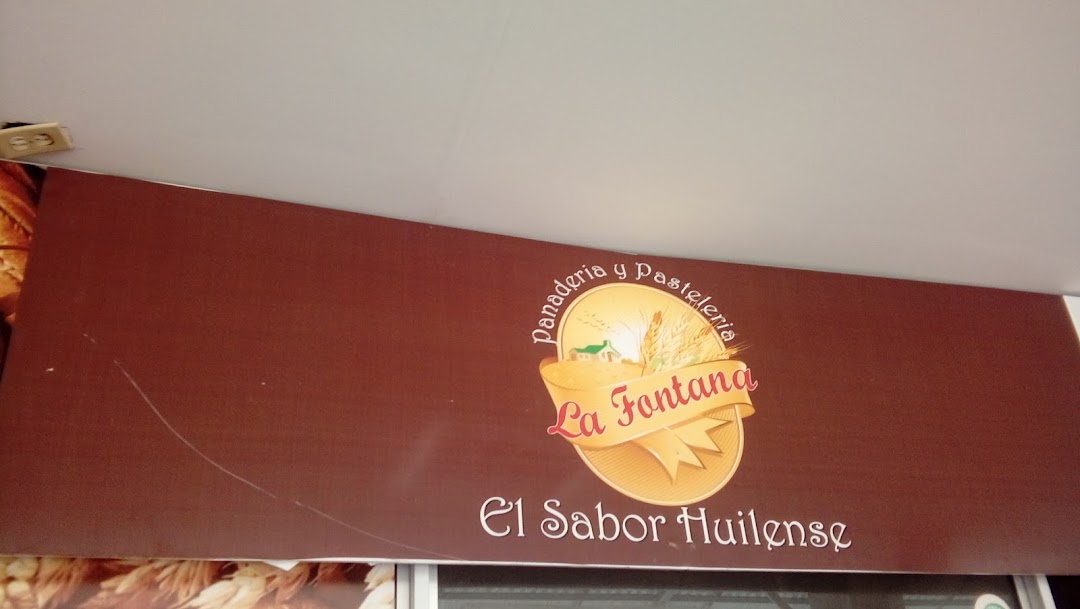 Panaderia y Pasteleria
La Fontana
El Sabor Huilense